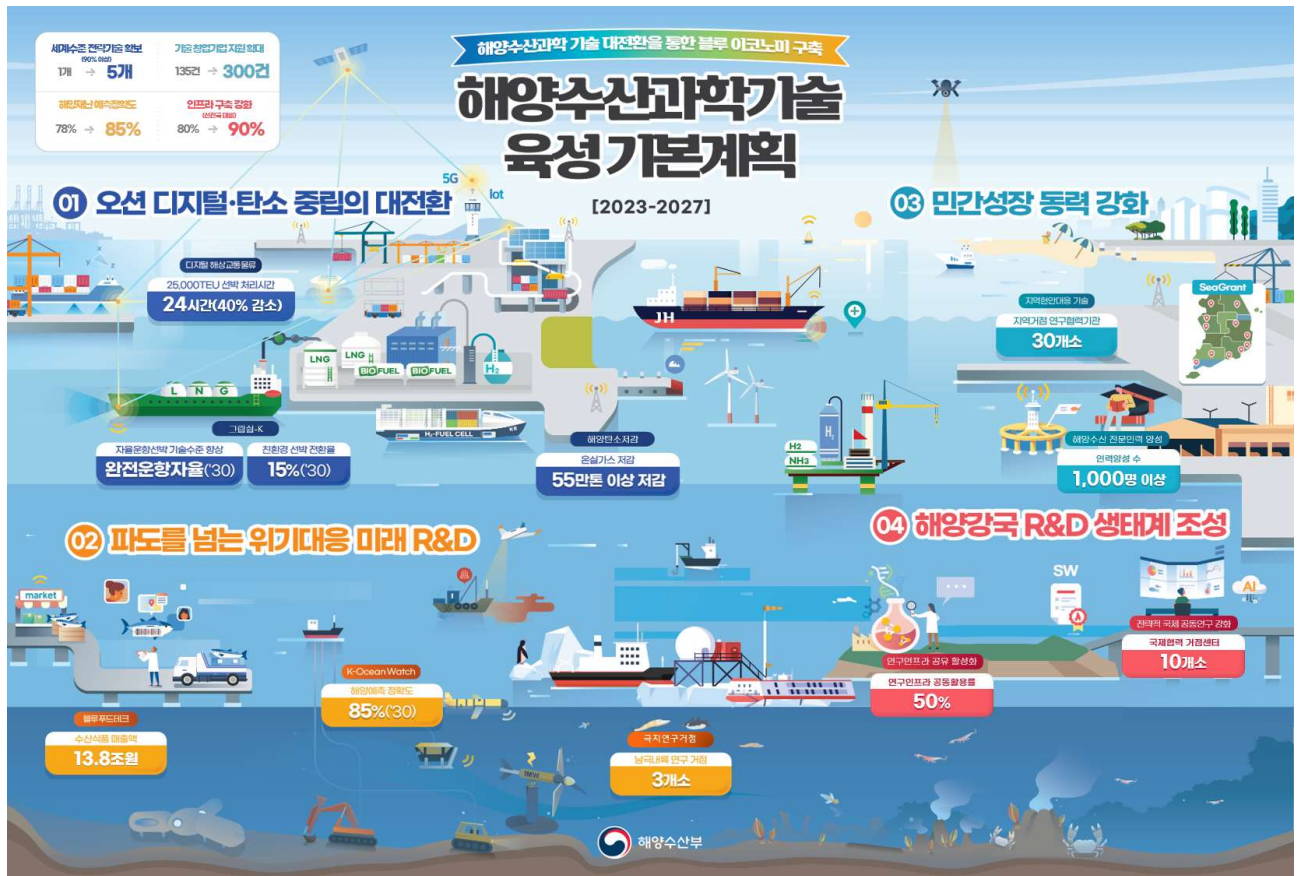 해양수산과학 기술 대전환을 통한 블루 이코노미 구축
해양수산과학기술
육성 기본계획
[2023-2027]
세계수준 전략기술 확보
(90% 이상)
1개 → 5개
기술 창업기업 지원 확대
135건 → 300건
해양재난 예측정확도
78% → 85%
인프라 구축 강화
(선진국 대비)
80% → 90%
01 오션 디지털·탄소 중립의 대전환
5G
Iot
디지털 해상교통물류
25,000TEU 선박 처리시간
24시간(40% 감소)
LNG
LNG
BIOFUEL
BIOFUEL
H₂
L N G
H₂-FUEL CELL
KR
JH
그린쉽-K
자율운항선박 기술수준 향상
완전운항자율('30)
친환경 선박 전환율
15%('30)
해양탄소저감
온실가스 저감
55만톤 이상 저감
H₂
H2
NH3
03 민간성장 동력 강화
지역현안대응 기술
지역거점 연구협력기관
30개소
SeaGrant
해양수산 전문인력 양성
인력양성 수
1,000명 이상
02 파도를 넘는 위기대응 미래 R&D
market
블루푸드테크
수산식품 매출액
13.8조원
K-Ocean Watch
해양예측 정확도
85%('30)
1MW
극지연구거점
남극내륙 연구 거점
3개소
04 해양강국 R&D 생태계 조성
SW
AI
연구인프라 공유 활성화
연구인프라 공동활용률
50%
전략적 국제 공동연구 강화
국제협력 거점센터
10개소
해양수산부